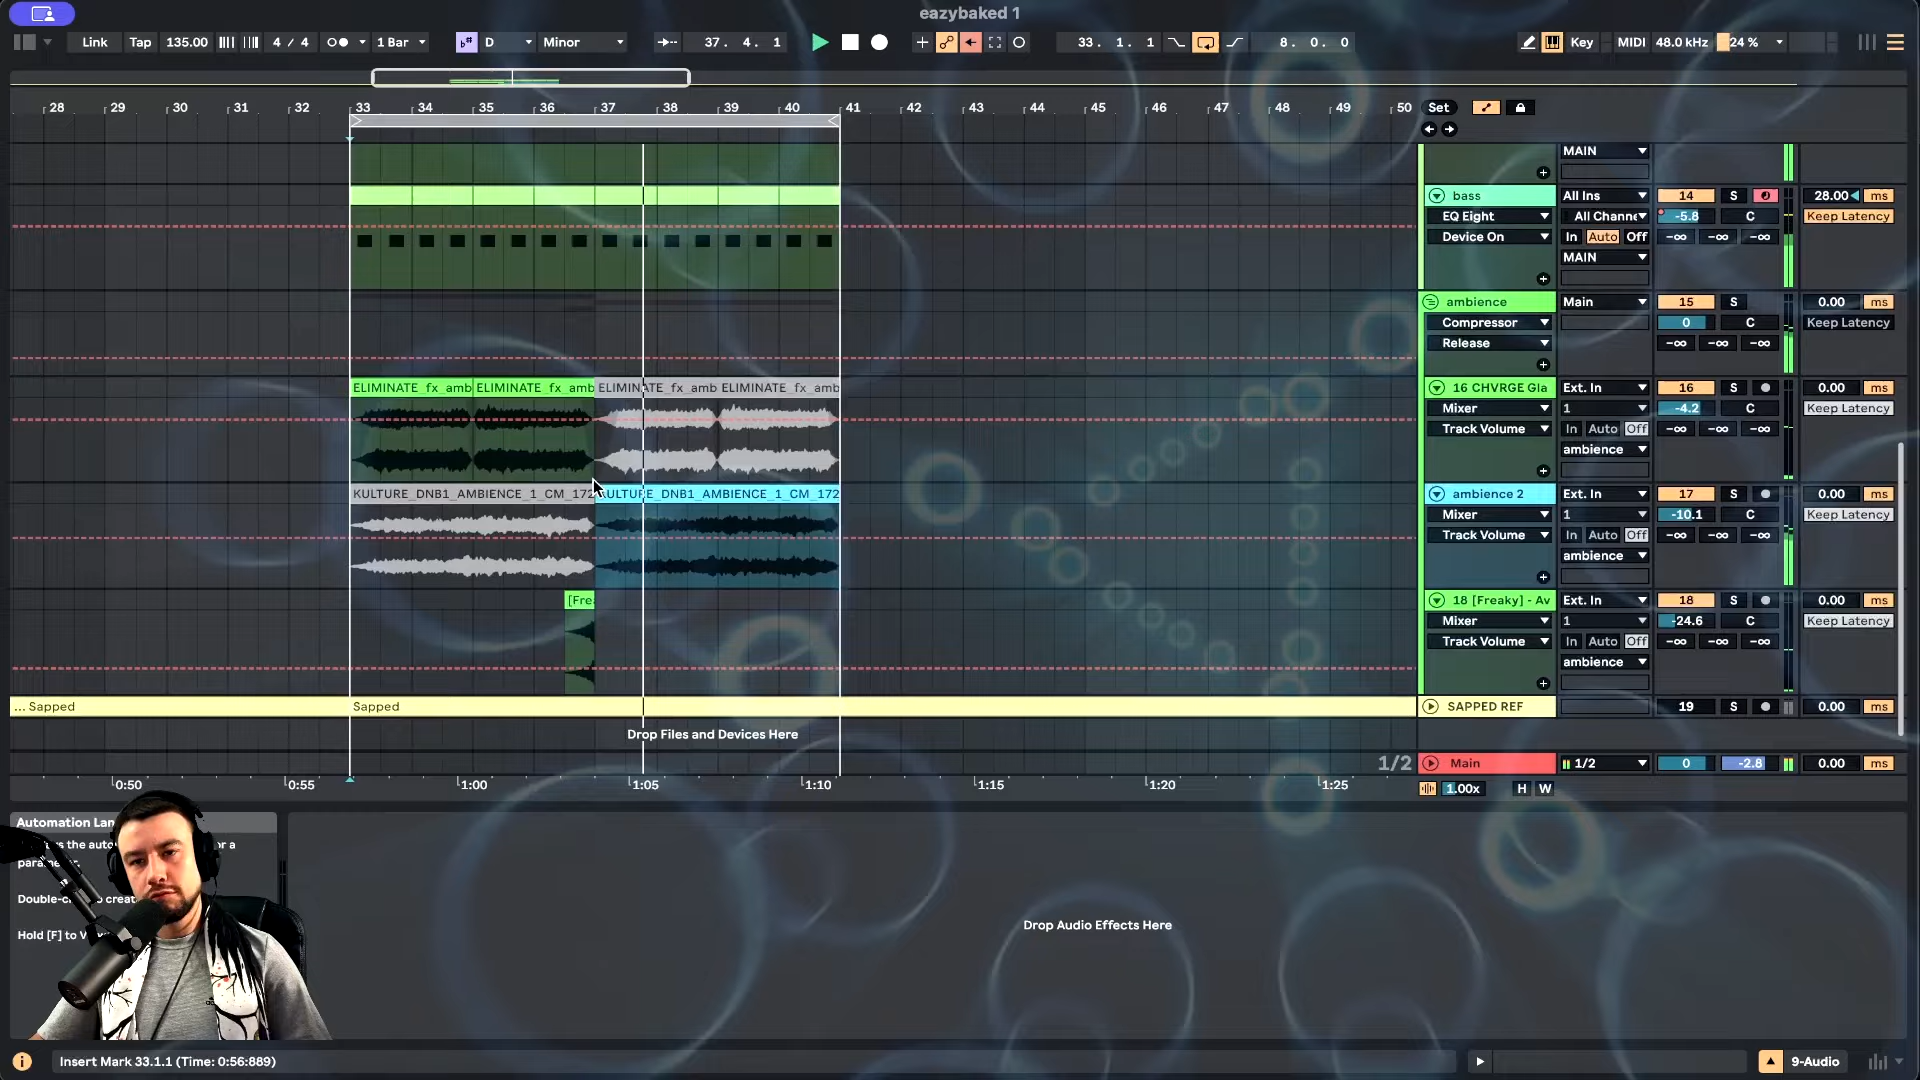 eazybaked 1
Link Tap 135.00 4 / 4 1 Bar D Minor 37. 4. 1 33. 1. 1 8. 0. 0 Key MIDI 48.0 kHz 24 %
28 29 30 31 32 33 34 35 36 37 38 39 40 41 42 43 44 45 46 47 48 49 50 Set
MAIN
bass All Ins 14 S 28.00 ms
EQ Eight All Channe -5.8 C Keep Latency
Device On In Auto Off -∞ -∞ -∞
MAIN
ambience Main 15 S 0.00 ms
Compressor 0 C Keep Latency
Release -∞ -∞ -∞
ELIMINATE_fx_amb ELIMINATE_fx_amb ELIMINATE_fx_amb ELIMINATE_fx_amb 16 CHVRGE Gla Ext. In 16 S 0.00 ms
Mixer 1 -4.2 C Keep Latency
Track Volume In Auto Off -∞ -∞ -∞
ambience
KULTURE_DNB1_AMBIENCE_1_CM_172 ULTURE_DNB1_AMBIENCE_1_CM_172 ambience 2 Ext. In 17 S 0.00 ms
Mixer 1 -10.1 C Keep Latency
Track Volume In Auto Off -∞ -∞ -∞
ambience
[Fre 18 [Freaky] - Av Ext. In 18 S 0.00 ms
Mixer 1 -24.6 C Keep Latency
Track Volume In Auto Off -∞ -∞ -∞
ambience
... Sapped Sapped SAPPED REF 19 S 0.00 ms
Drop Files and Devices Here
1/2 Main 1/2 0 -2.8 0.00 ms
0:50 0:55 1:00 1:05 1:10 1:15 1:20 1:25 1.00x H W
Automation Lan
the auto or a
Hold [F] to
Drop Audio Effects Here
Insert Mark 33.1.1 (Time: 0:56:889) 9-Audio